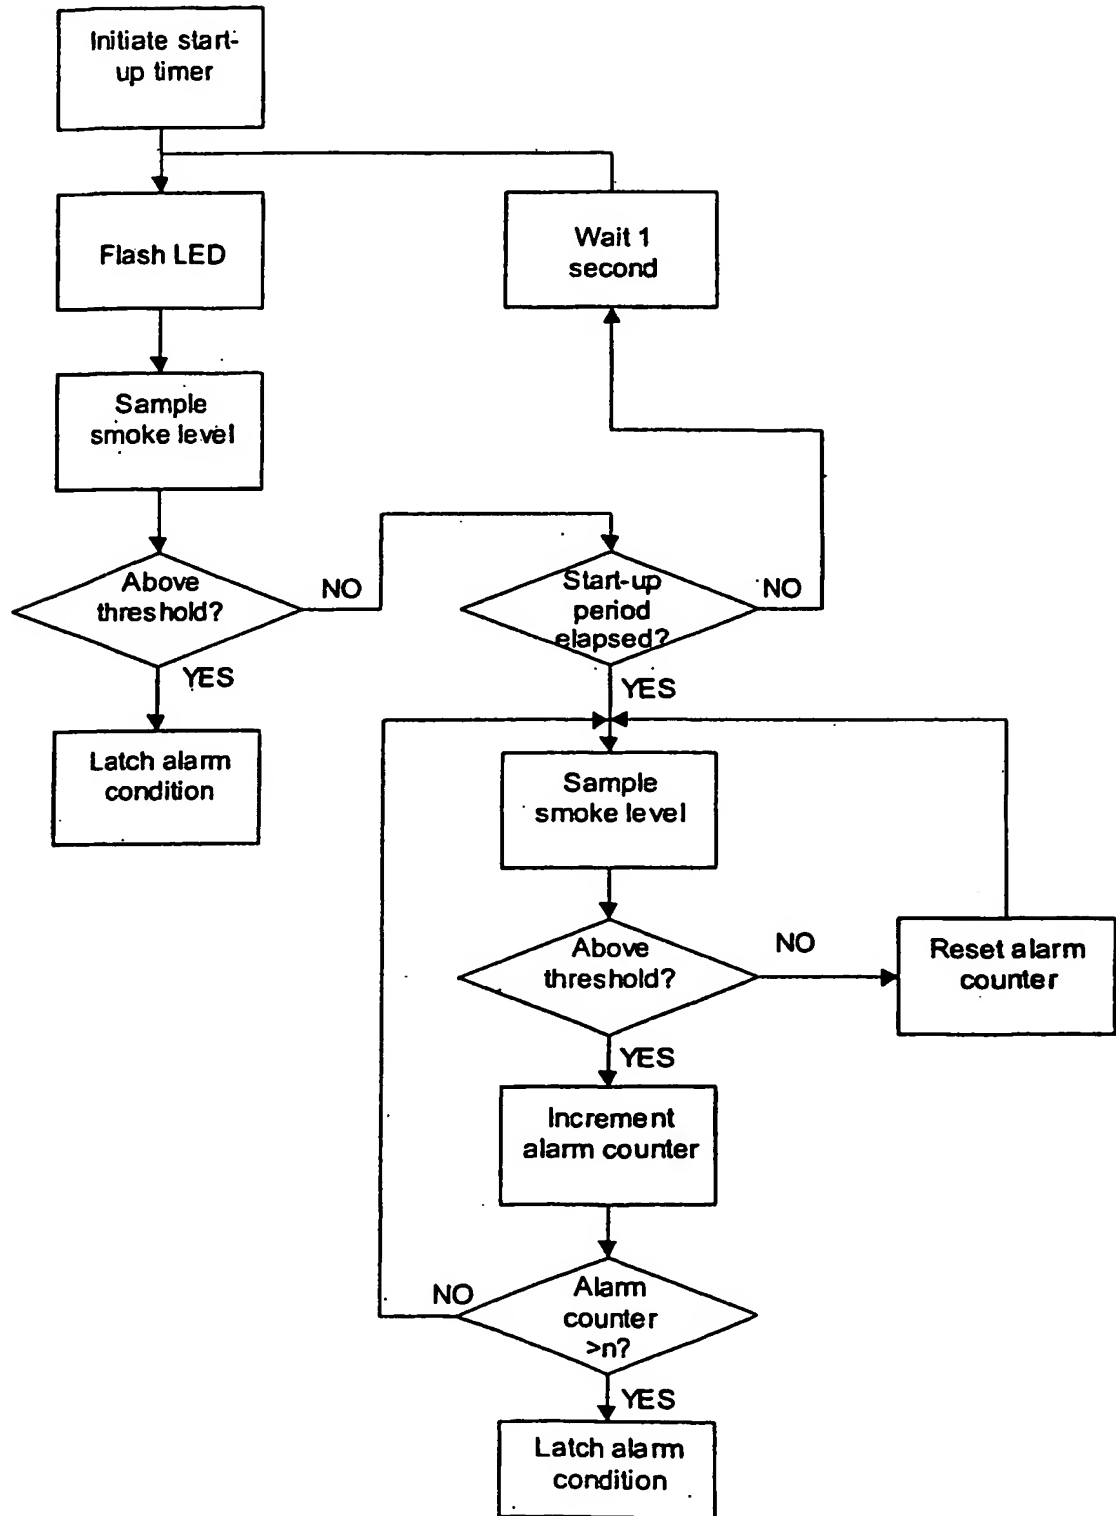 Initiate start-
up timer
Flash LED
Wait 1
second
Sample
smoke level
Above
threshold?
NO
Start-up
period
elapsed?
NO
YES
YES
Latch alarm
condition
Sample
smoke level
Above
threshold?
NO
Reset alarm
counter
YES
Increment
alarm counter
NO
Alarm
counter
>n?
YES
Latch alarm
condition